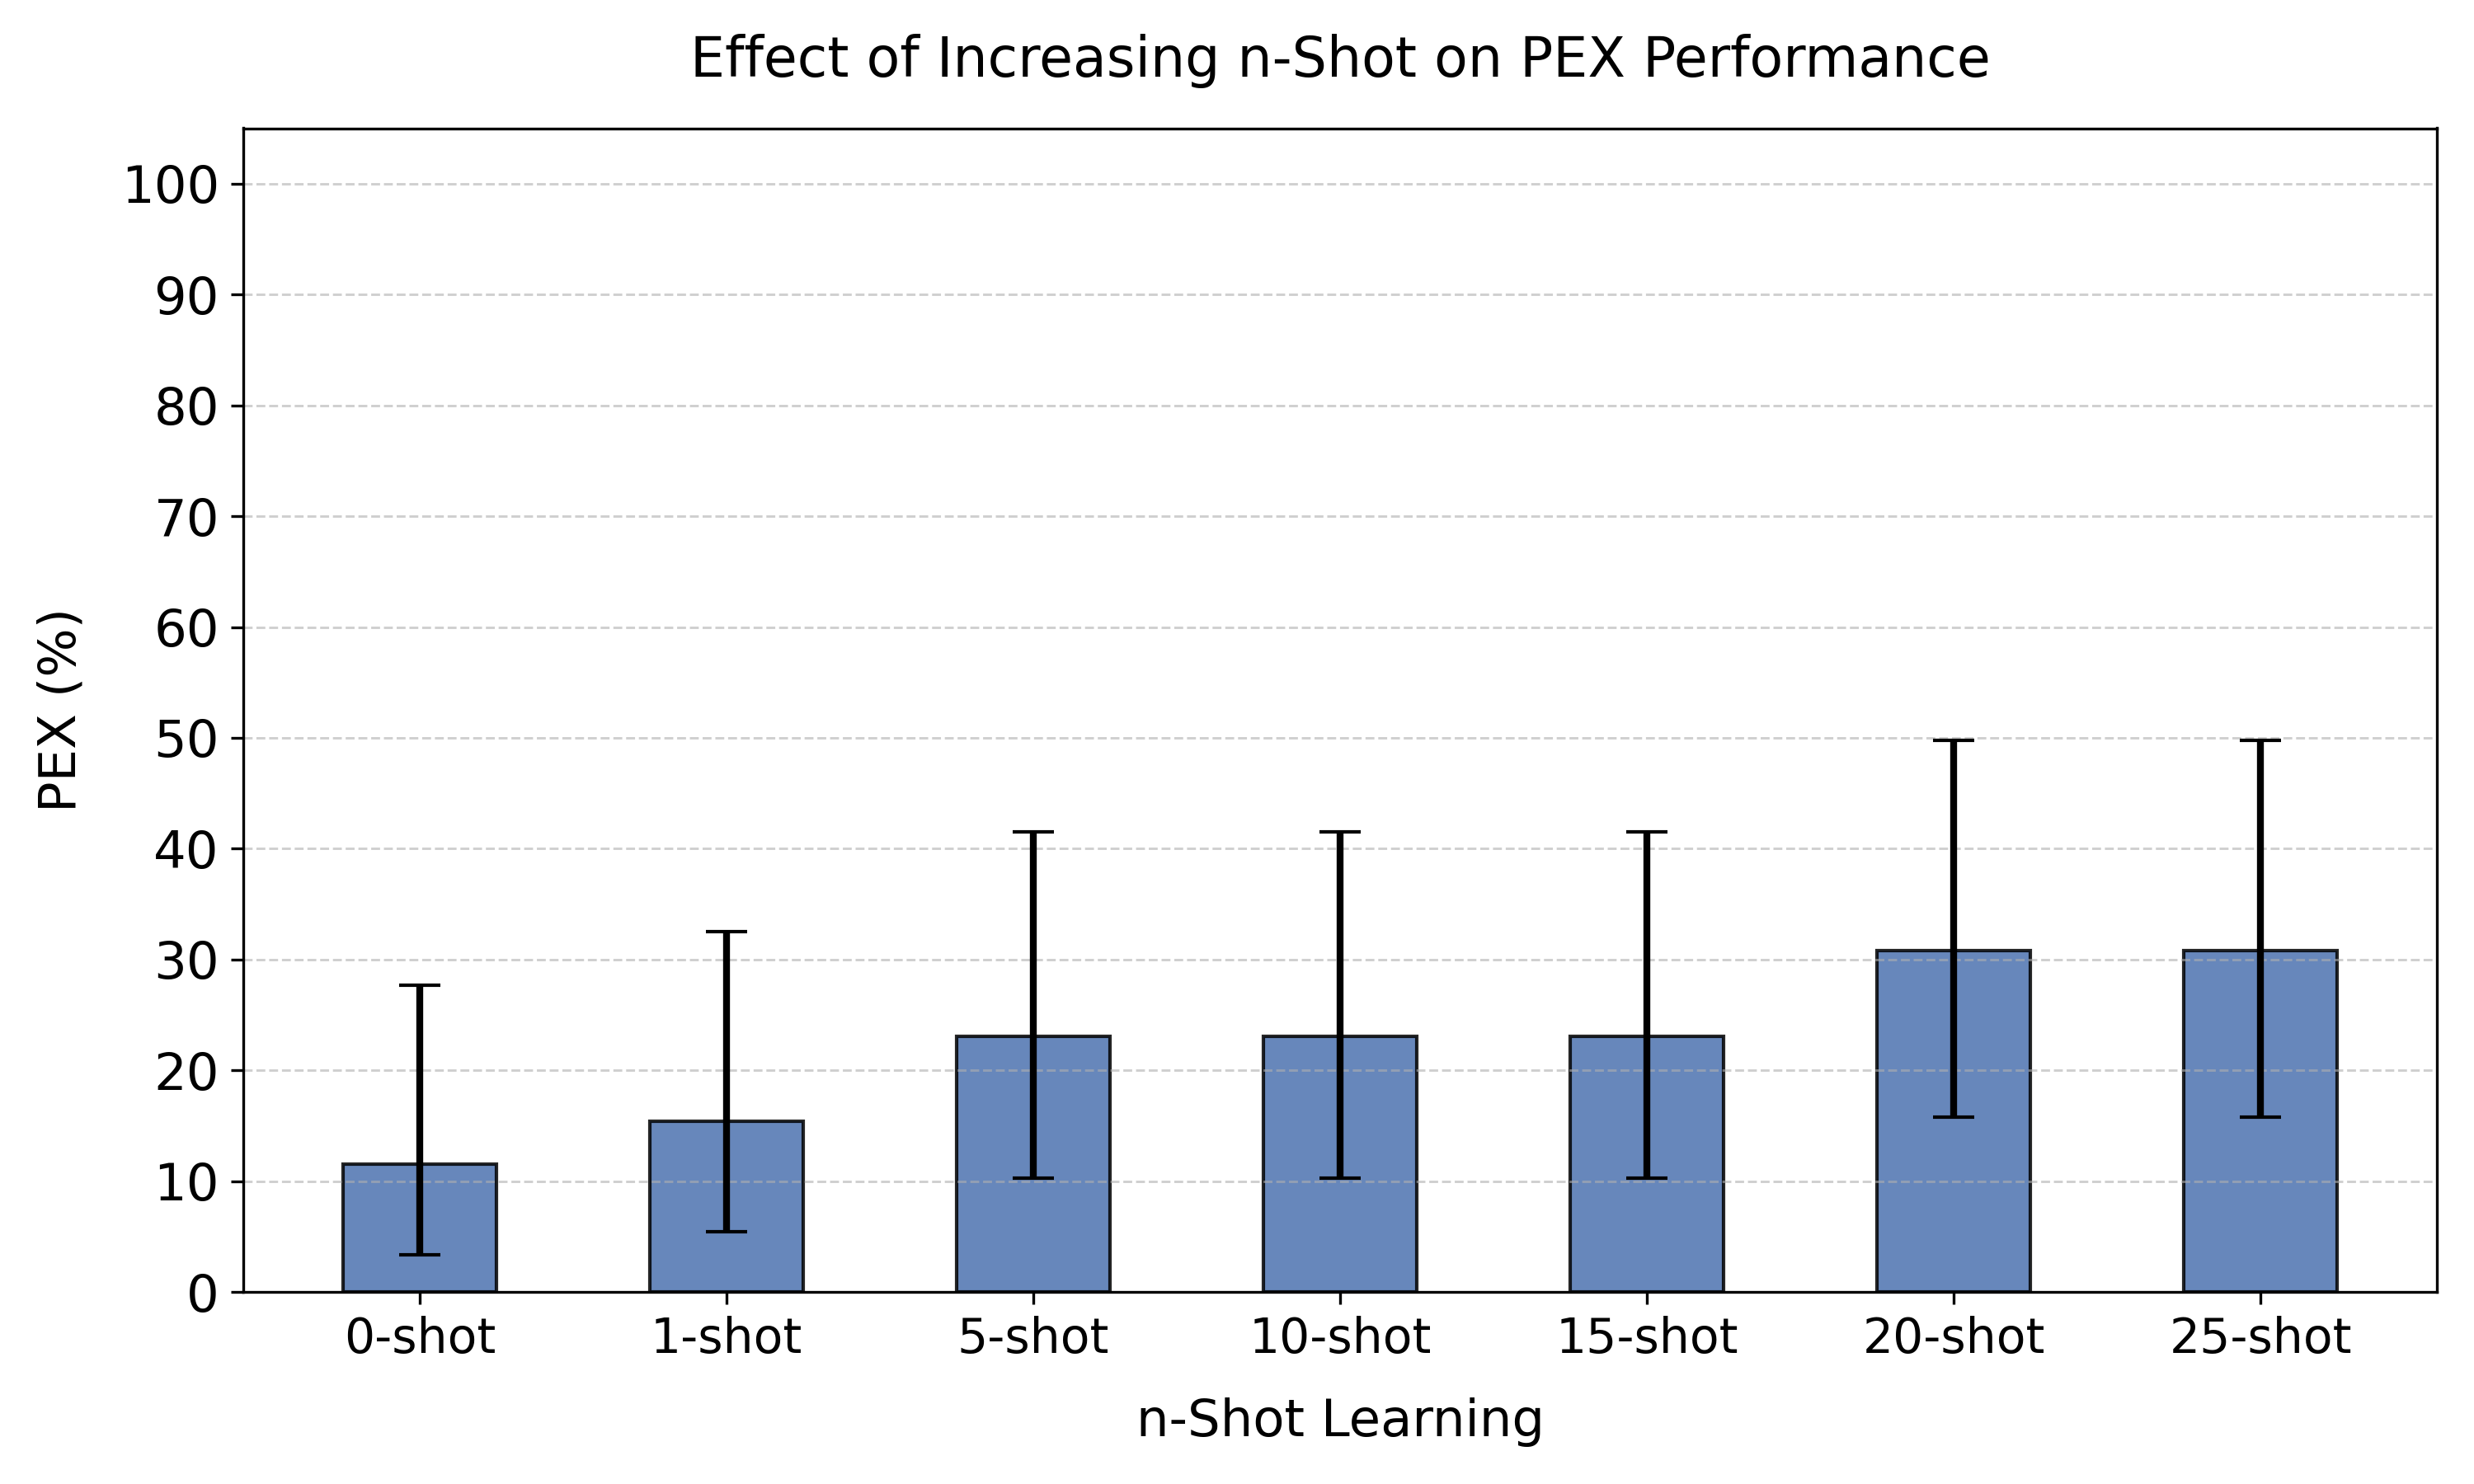 Effect of Increasing n-Shot on PEX Performance
100
90
80
70
60
50
40
30
20
10
0
PEX (%)
0-shot 1-shot 5-shot 10-shot 15-shot 20-shot 25-shot
n-Shot Learning